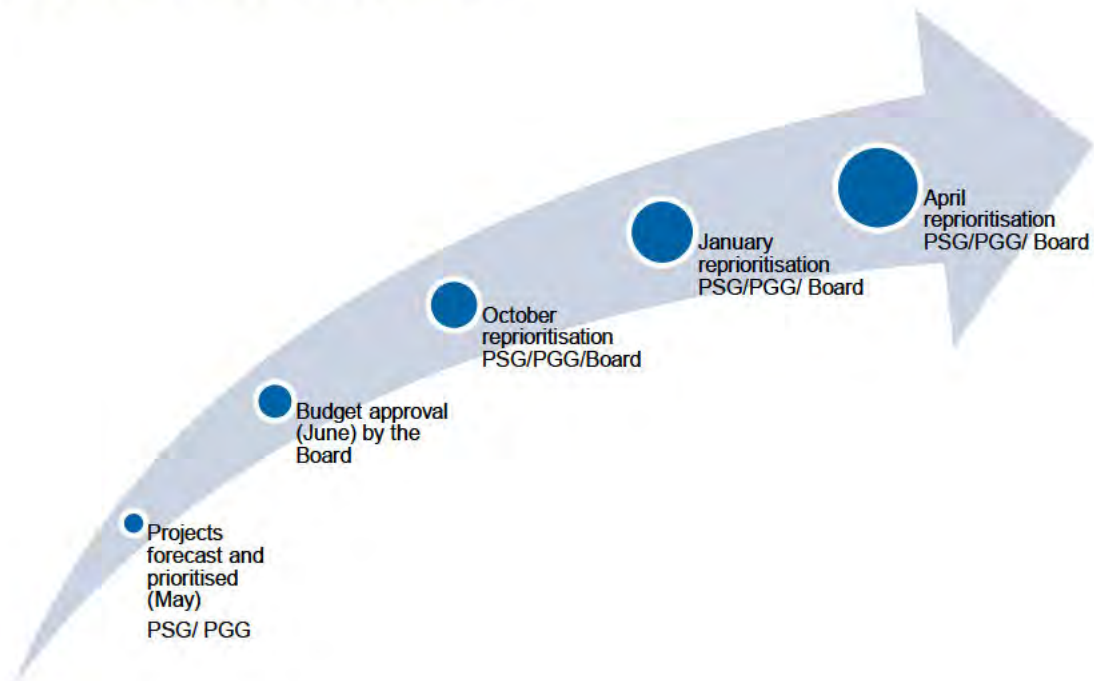 Projects
forecast and
prioritised
(May)
PSG/ PGG
Budget approval
(June) by the
Board
October
reprioritisation
PSG/PGG/Board
January
reprioritisation
PSG/PGG/ Board
April
reprioritisation
PSG/PGG/ Board